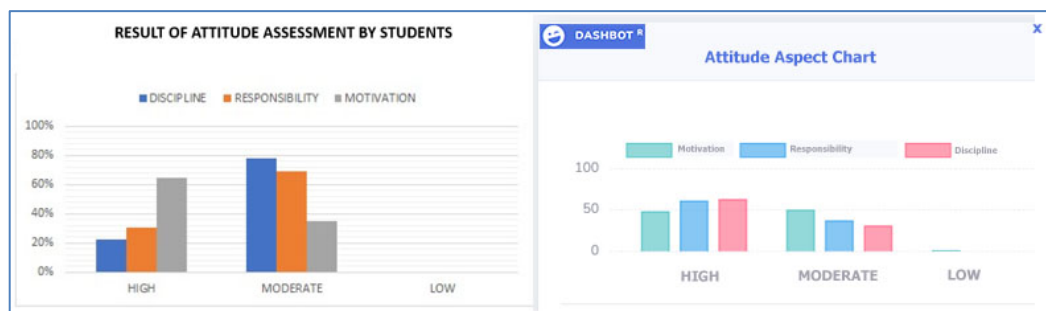 RESULT OF ATTITUDE ASSESSMENT BY STUDENTS
DISCIPLINE RESPONSIBILITY MOTIVATION
100%
80%
60%
40%
20%
0%
HIGH MODERATE LOW
DASHBOT R
x
Attitude Aspect Chart
Motivation Responsibility Discipline
100
50
0
HIGH MODERATE LOW